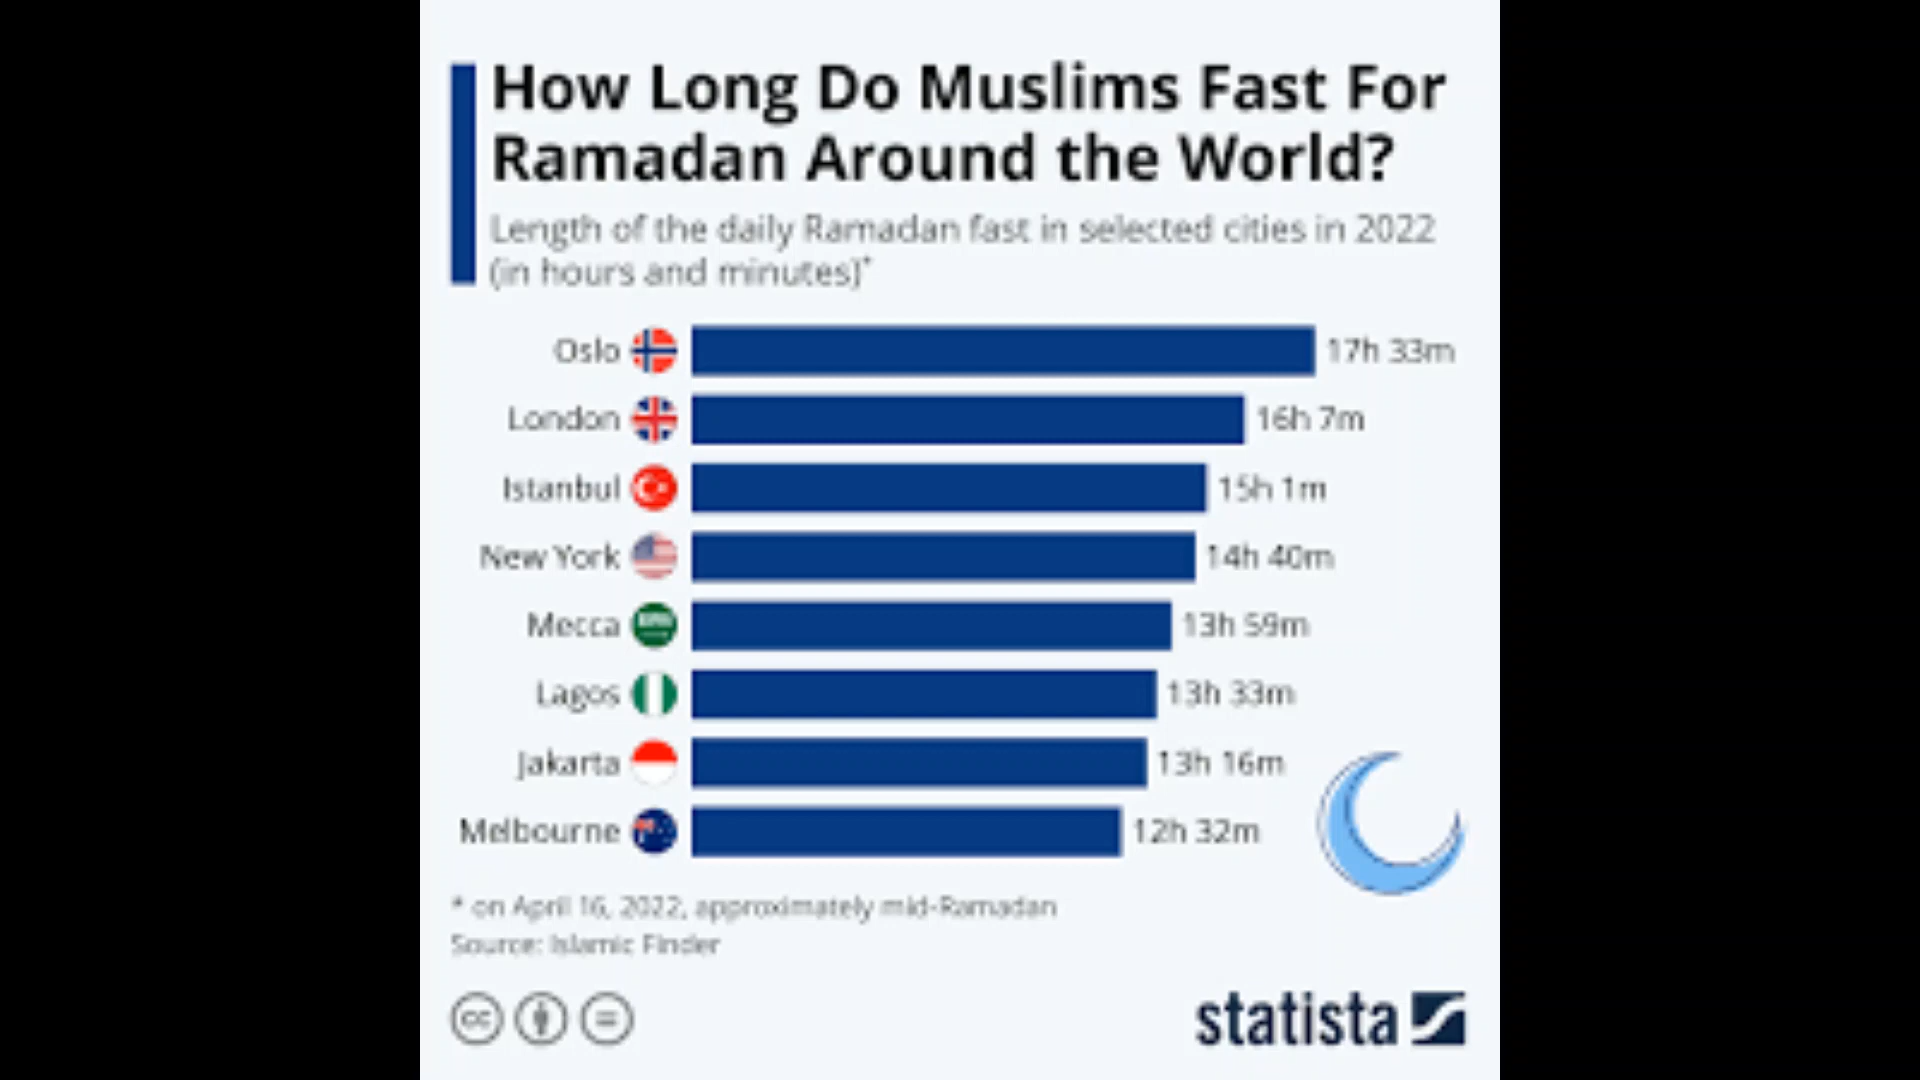 How Long Do Muslims Fast For
Ramadan Around the World?
Length of the daily Ramadan fast in selected cities in 2022
(in hours and minutes)*
Oslo 17h 33m
London 16h 7m
Istanbul 15h 1m
New York 14h 40m
Mecca 13h 59m
Lagos 13h 33m
Jakarta 13h 16m
Melbourne 12h 32m
* on April 16, 2022, approximately mid-Ramadan
Source: Islamic Finder
cc =
statista